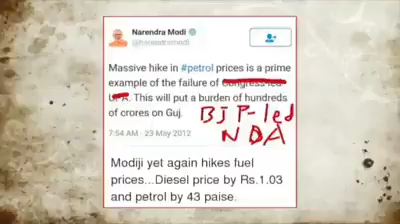 Narendra Modi
@narendramodi
Massive hike in #petrol prices is a prime
example of the failure of Congress-led
UPA. This will put a burden of hundreds
of crores on Guj. BJP-led
NDA
7:54 AM - 23 May 2012
Modiji yet again hikes fuel
prices...Diesel price by Rs.1.03
and petrol by 43 paise.